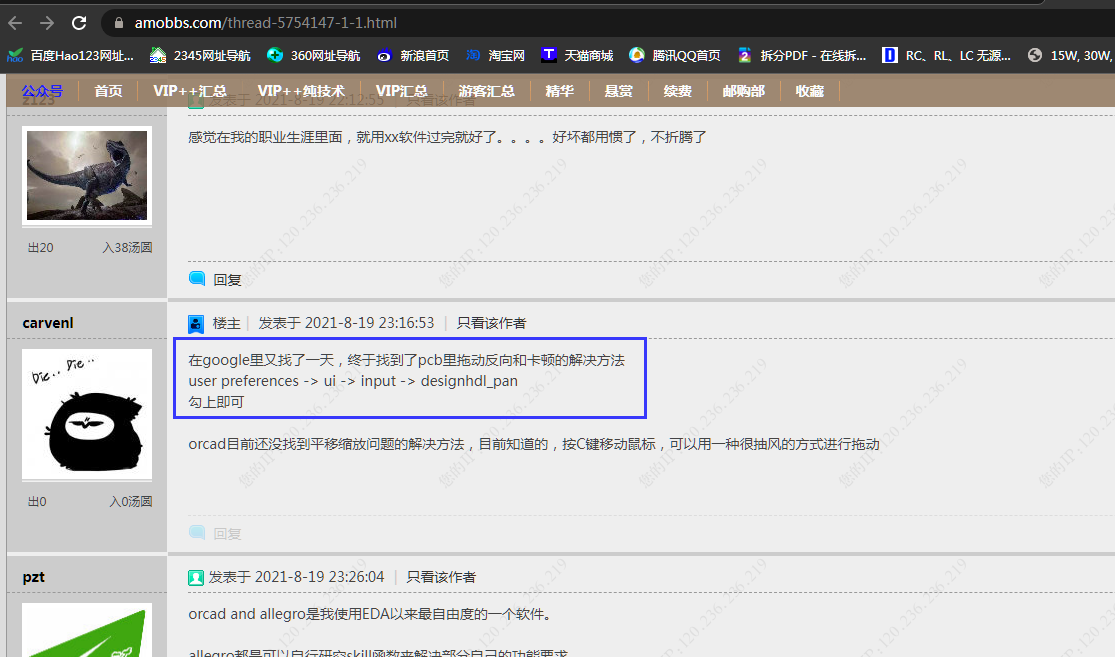 amobbs.com/thread-5754147-1-1.html
百度Hao123网址... 2345网址导航 360网址导航 新浪首页 淘宝网 天猫商城 腾讯QQ首页 拆分PDF - 在线拆... RC、RL、LC 无源... 15W, 30W,
公众号 首页 VIP++汇总 VIP++纯技术 VIP汇总 游客汇总 精华 悬赏 续费 邮购部 收藏
z123 发表于 2021-8-19 22:12:55 只看该作者
感觉在我的职业生涯里面，就用xx软件过完就好了。。。。好坏都用惯了，不折腾了
出20 入38汤圆
回复
carvenl
楼主 | 发表于 2021-8-19 23:16:53 | 只看该作者
Die.. Die..
在google里又找了一天，终于找到了pcb里拖动反向和卡顿的解决方法
user preferences -> ui -> input -> designhdl_pan
勾上即可
orcad目前还没找到平移缩放问题的解决方法，目前知道的，按C键移动鼠标，可以用一种很抽风的方式进行拖动
出0 入0汤圆
回复
pzt
发表于 2021-8-19 23:26:04 | 只看该作者
orcad and allegro是我使用EDA以来最自由度的一个软件。
allegro都是可以自行研究skill函数来解决部分自己的功能要求
您的IP,120.236.236.219